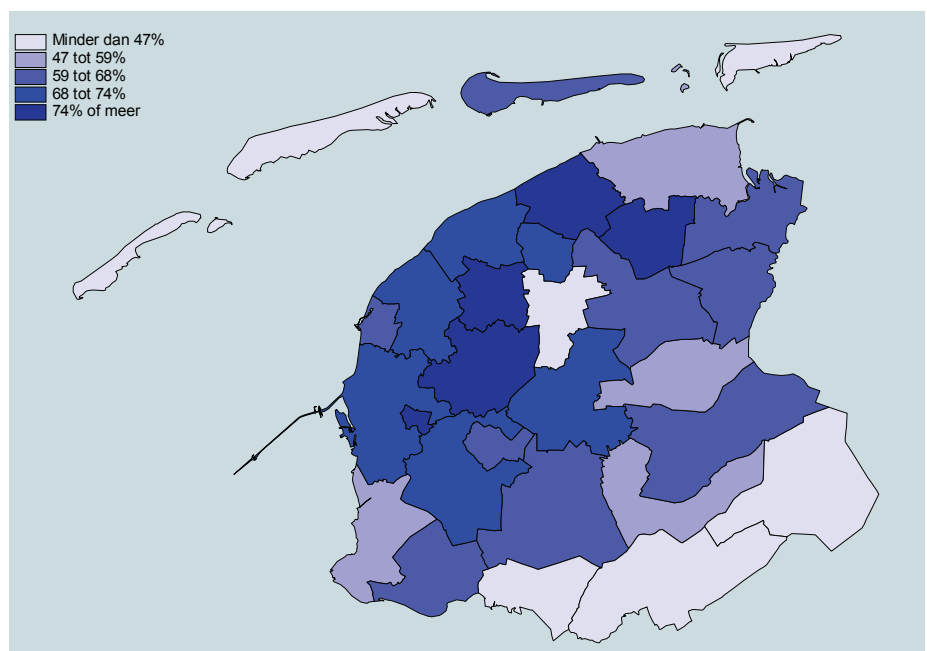 Minder dan 47%
47 tot 59%
59 tot 68%
68 tot 74%
74% of meer